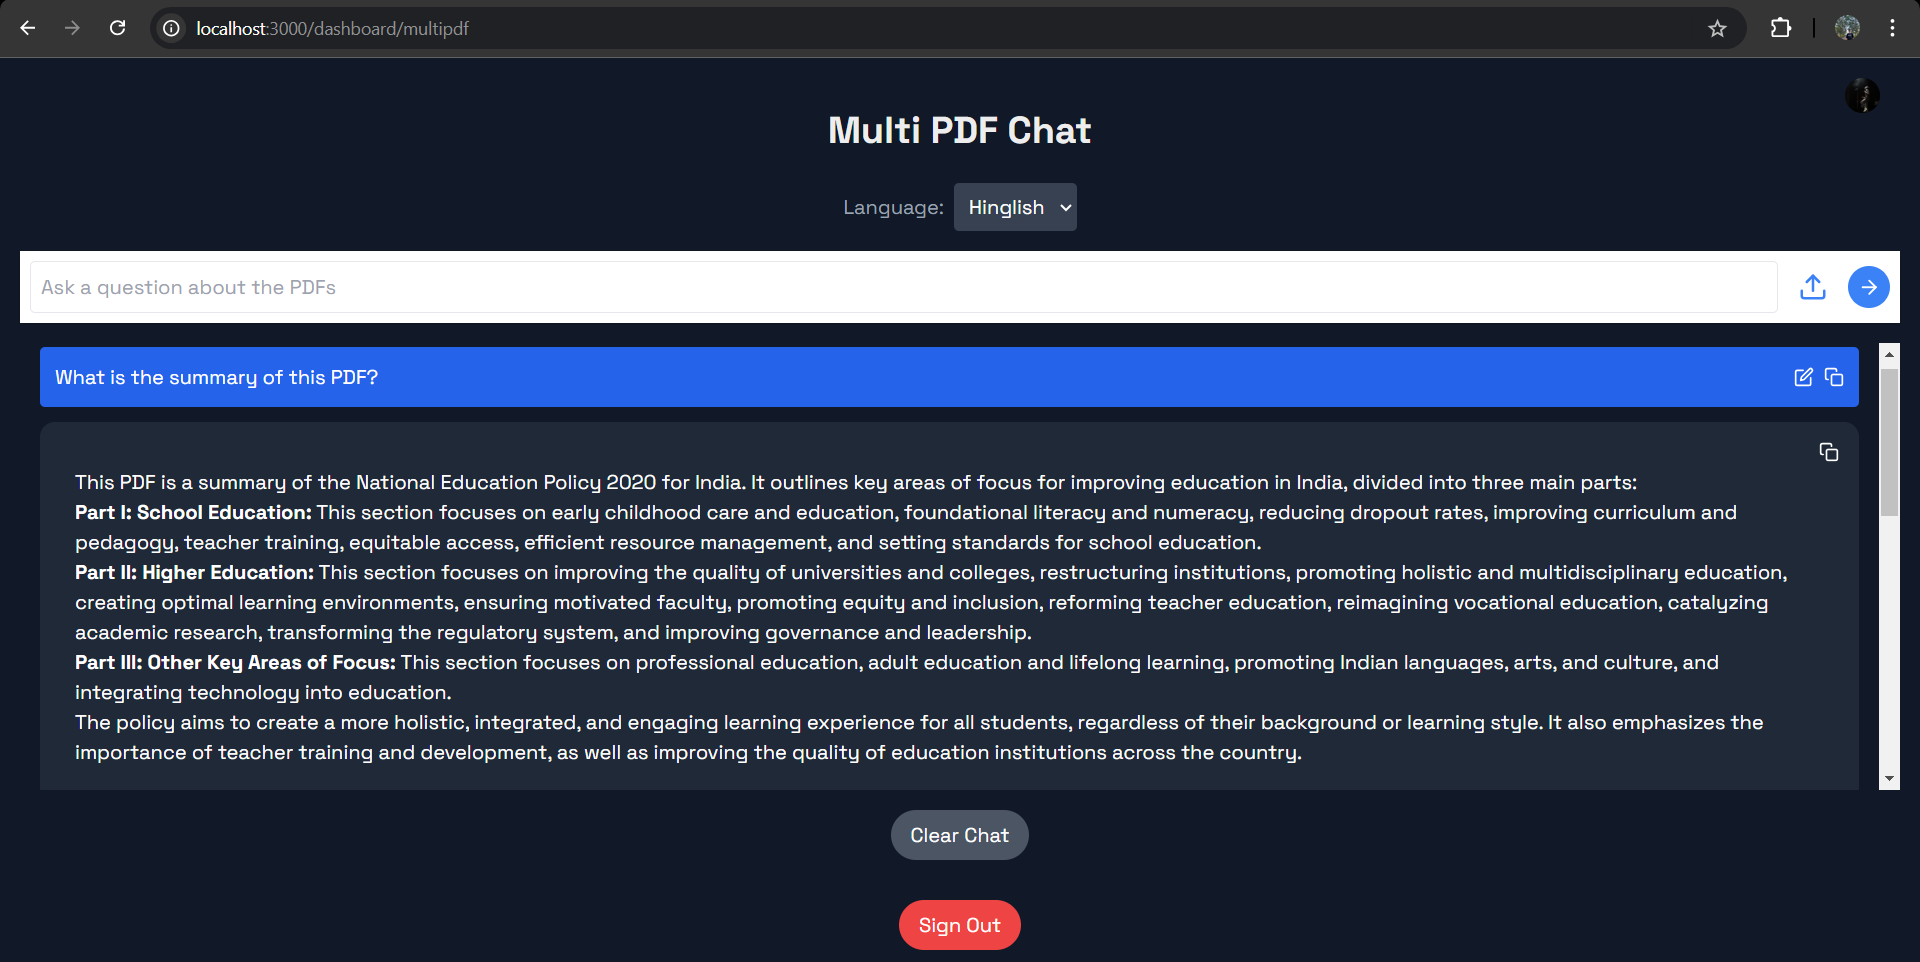 localhost:3000/dashboard/multipdf
Multi PDF Chat
Language: Hinglish
Ask a question about the PDFs
What is the summary of this PDF?
This PDF is a summary of the National Education Policy 2020 for India. It outlines key areas of focus for improving education in India, divided into three main parts:
Part I: School Education: This section focuses on early childhood care and education, foundational literacy and numeracy, reducing dropout rates, improving curriculum and
pedagogy, teacher training, equitable access, efficient resource management, and setting standards for school education.
Part II: Higher Education: This section focuses on improving the quality of universities and colleges, restructuring institutions, promoting holistic and multidisciplinary education,
creating optimal learning environments, ensuring motivated faculty, promoting equity and inclusion, reforming teacher education, reimagining vocational education, catalyzing
academic research, transforming the regulatory system, and improving governance and leadership.
Part III: Other Key Areas of Focus: This section focuses on professional education, adult education and lifelong learning, promoting Indian languages, arts, and culture, and
integrating technology into education.
The policy aims to create a more holistic, integrated, and engaging learning experience for all students, regardless of their background or learning style. It also emphasizes the
importance of teacher training and development, as well as improving the quality of education institutions across the country.
Clear Chat
Sign Out